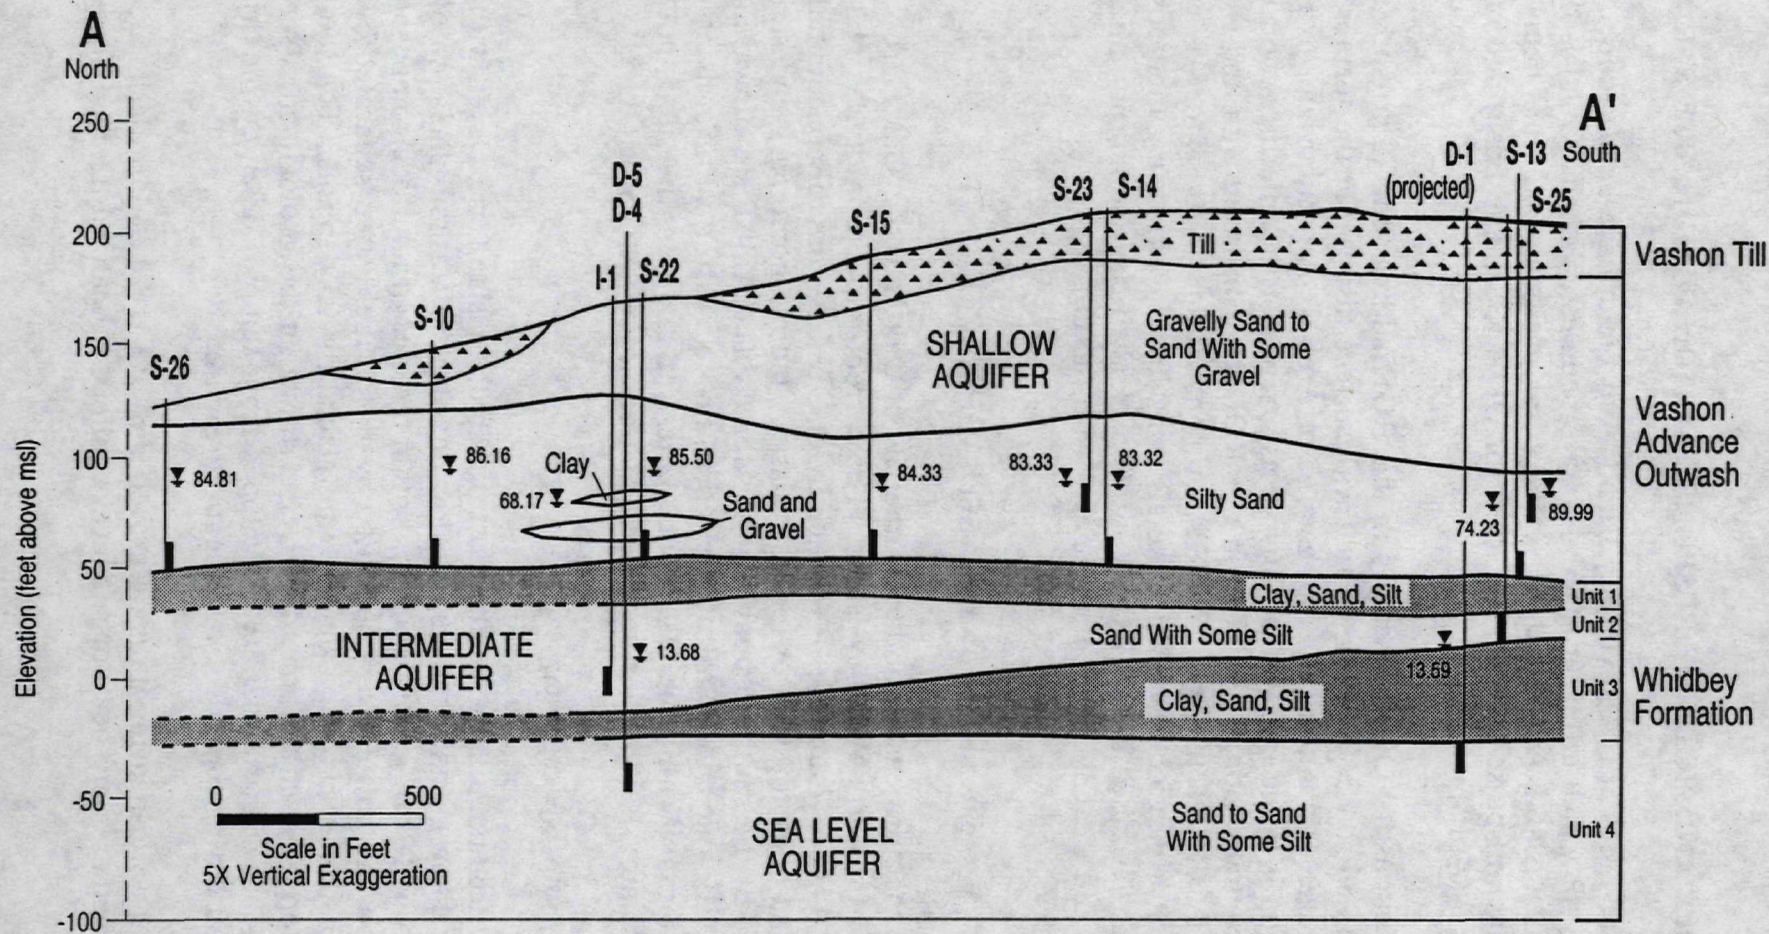 A
North
A'
South
250
200
150
100
50
0
-50
-100
Elevation (feet above msl)
S-26
S-10
I-1
D-5
D-4
S-22
S-15
S-23
S-14
D-1
(projected)
S-13
S-25
Till
SHALLOW
AQUIFER
Gravelly Sand to
Sand With Some
Gravel
84.81
86.16
Clay
68.17
85.50
Sand and
Gravel
84.33
83.33
83.32
Silty Sand
74.23
89.99
Clay, Sand, Silt
INTERMEDIATE
AQUIFER
13.68
Sand With Some Silt
13.59
Clay, Sand, Silt
0
500
Scale in Feet
5X Vertical Exaggeration
SEA LEVEL
AQUIFER
Sand to Sand
With Some Silt
Vashon Till
Vashon
Advance
Outwash
Unit 1
Unit 2
Unit 3
Unit 4
Whidbey
Formation